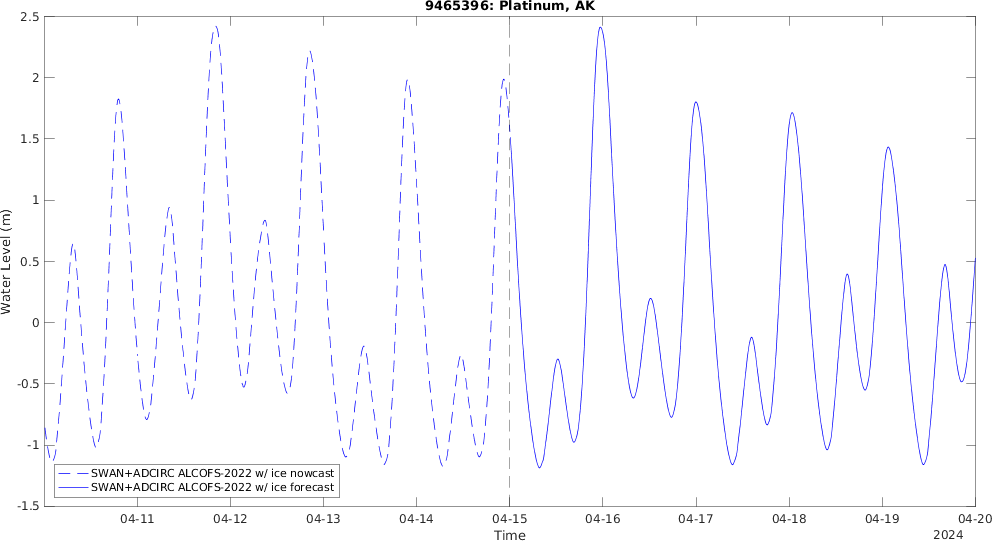 9465396: Platinum, AK
2.5
2
1.5
1
0.5
0
-0.5
-1
-1.5
Water Level (m)
SWAN+ADCIRC ALCOFS-2022 w/ ice nowcast
SWAN+ADCIRC ALCOFS-2022 w/ ice forecast
04-11 04-12 04-13 04-14 04-15 04-16 04-17 04-18 04-19 04-20
Time
2024